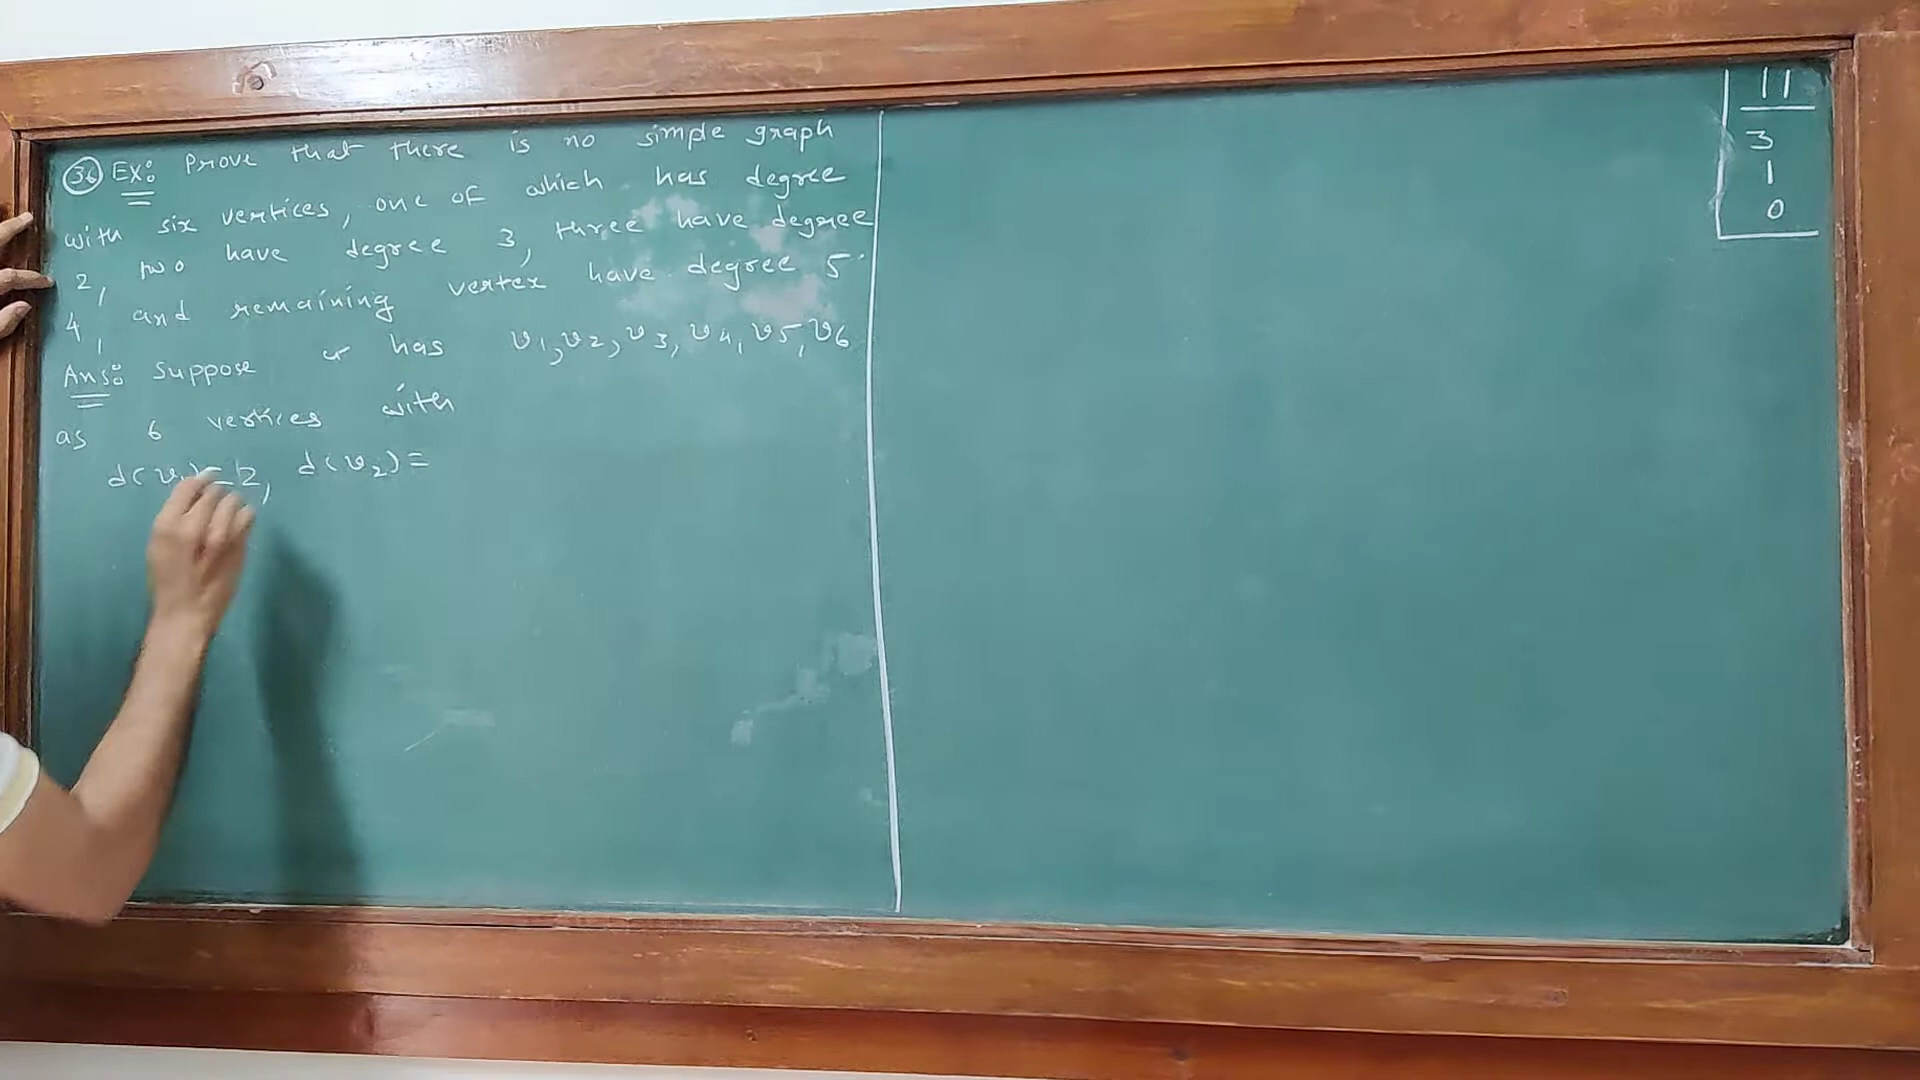 (36) Ex: Prove that there is no simple graph
with six vertices, one of which has degree
2, two have degree 3, three have degree
4, and remaining vertex have degree 5.
Ans: Suppose G has v1, v2, v3, v4, v5, v6
as 6 vertices with
d(v1) = 2, d(v2) =
11
3
1
0